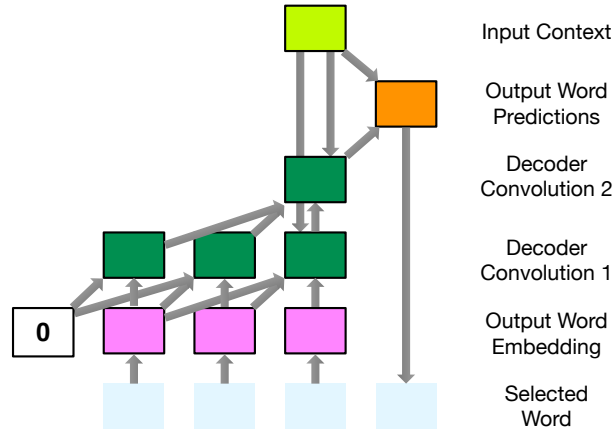 Input Context
Output Word
Predictions
Decoder
Convolution 2
Decoder
Convolution 1
0
Output Word
Embedding
Selected
Word